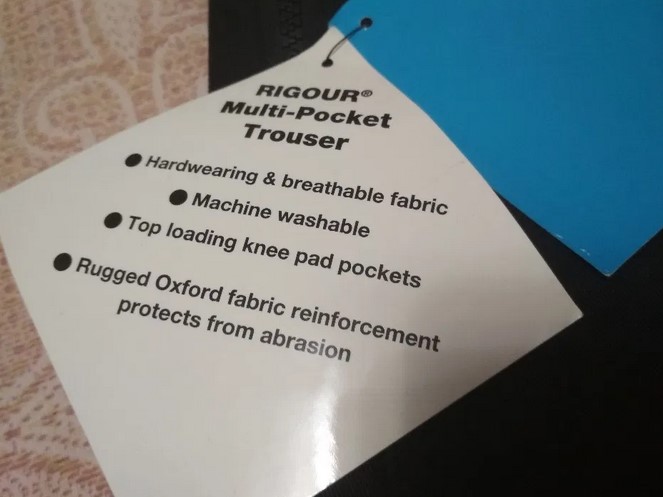 RIGOUR®
Multi-Pocket
Trouser
● Hardwearing & breathable fabric
● Machine washable
● Top loading knee pad pockets
● Rugged Oxford fabric reinforcement
protects from abrasion